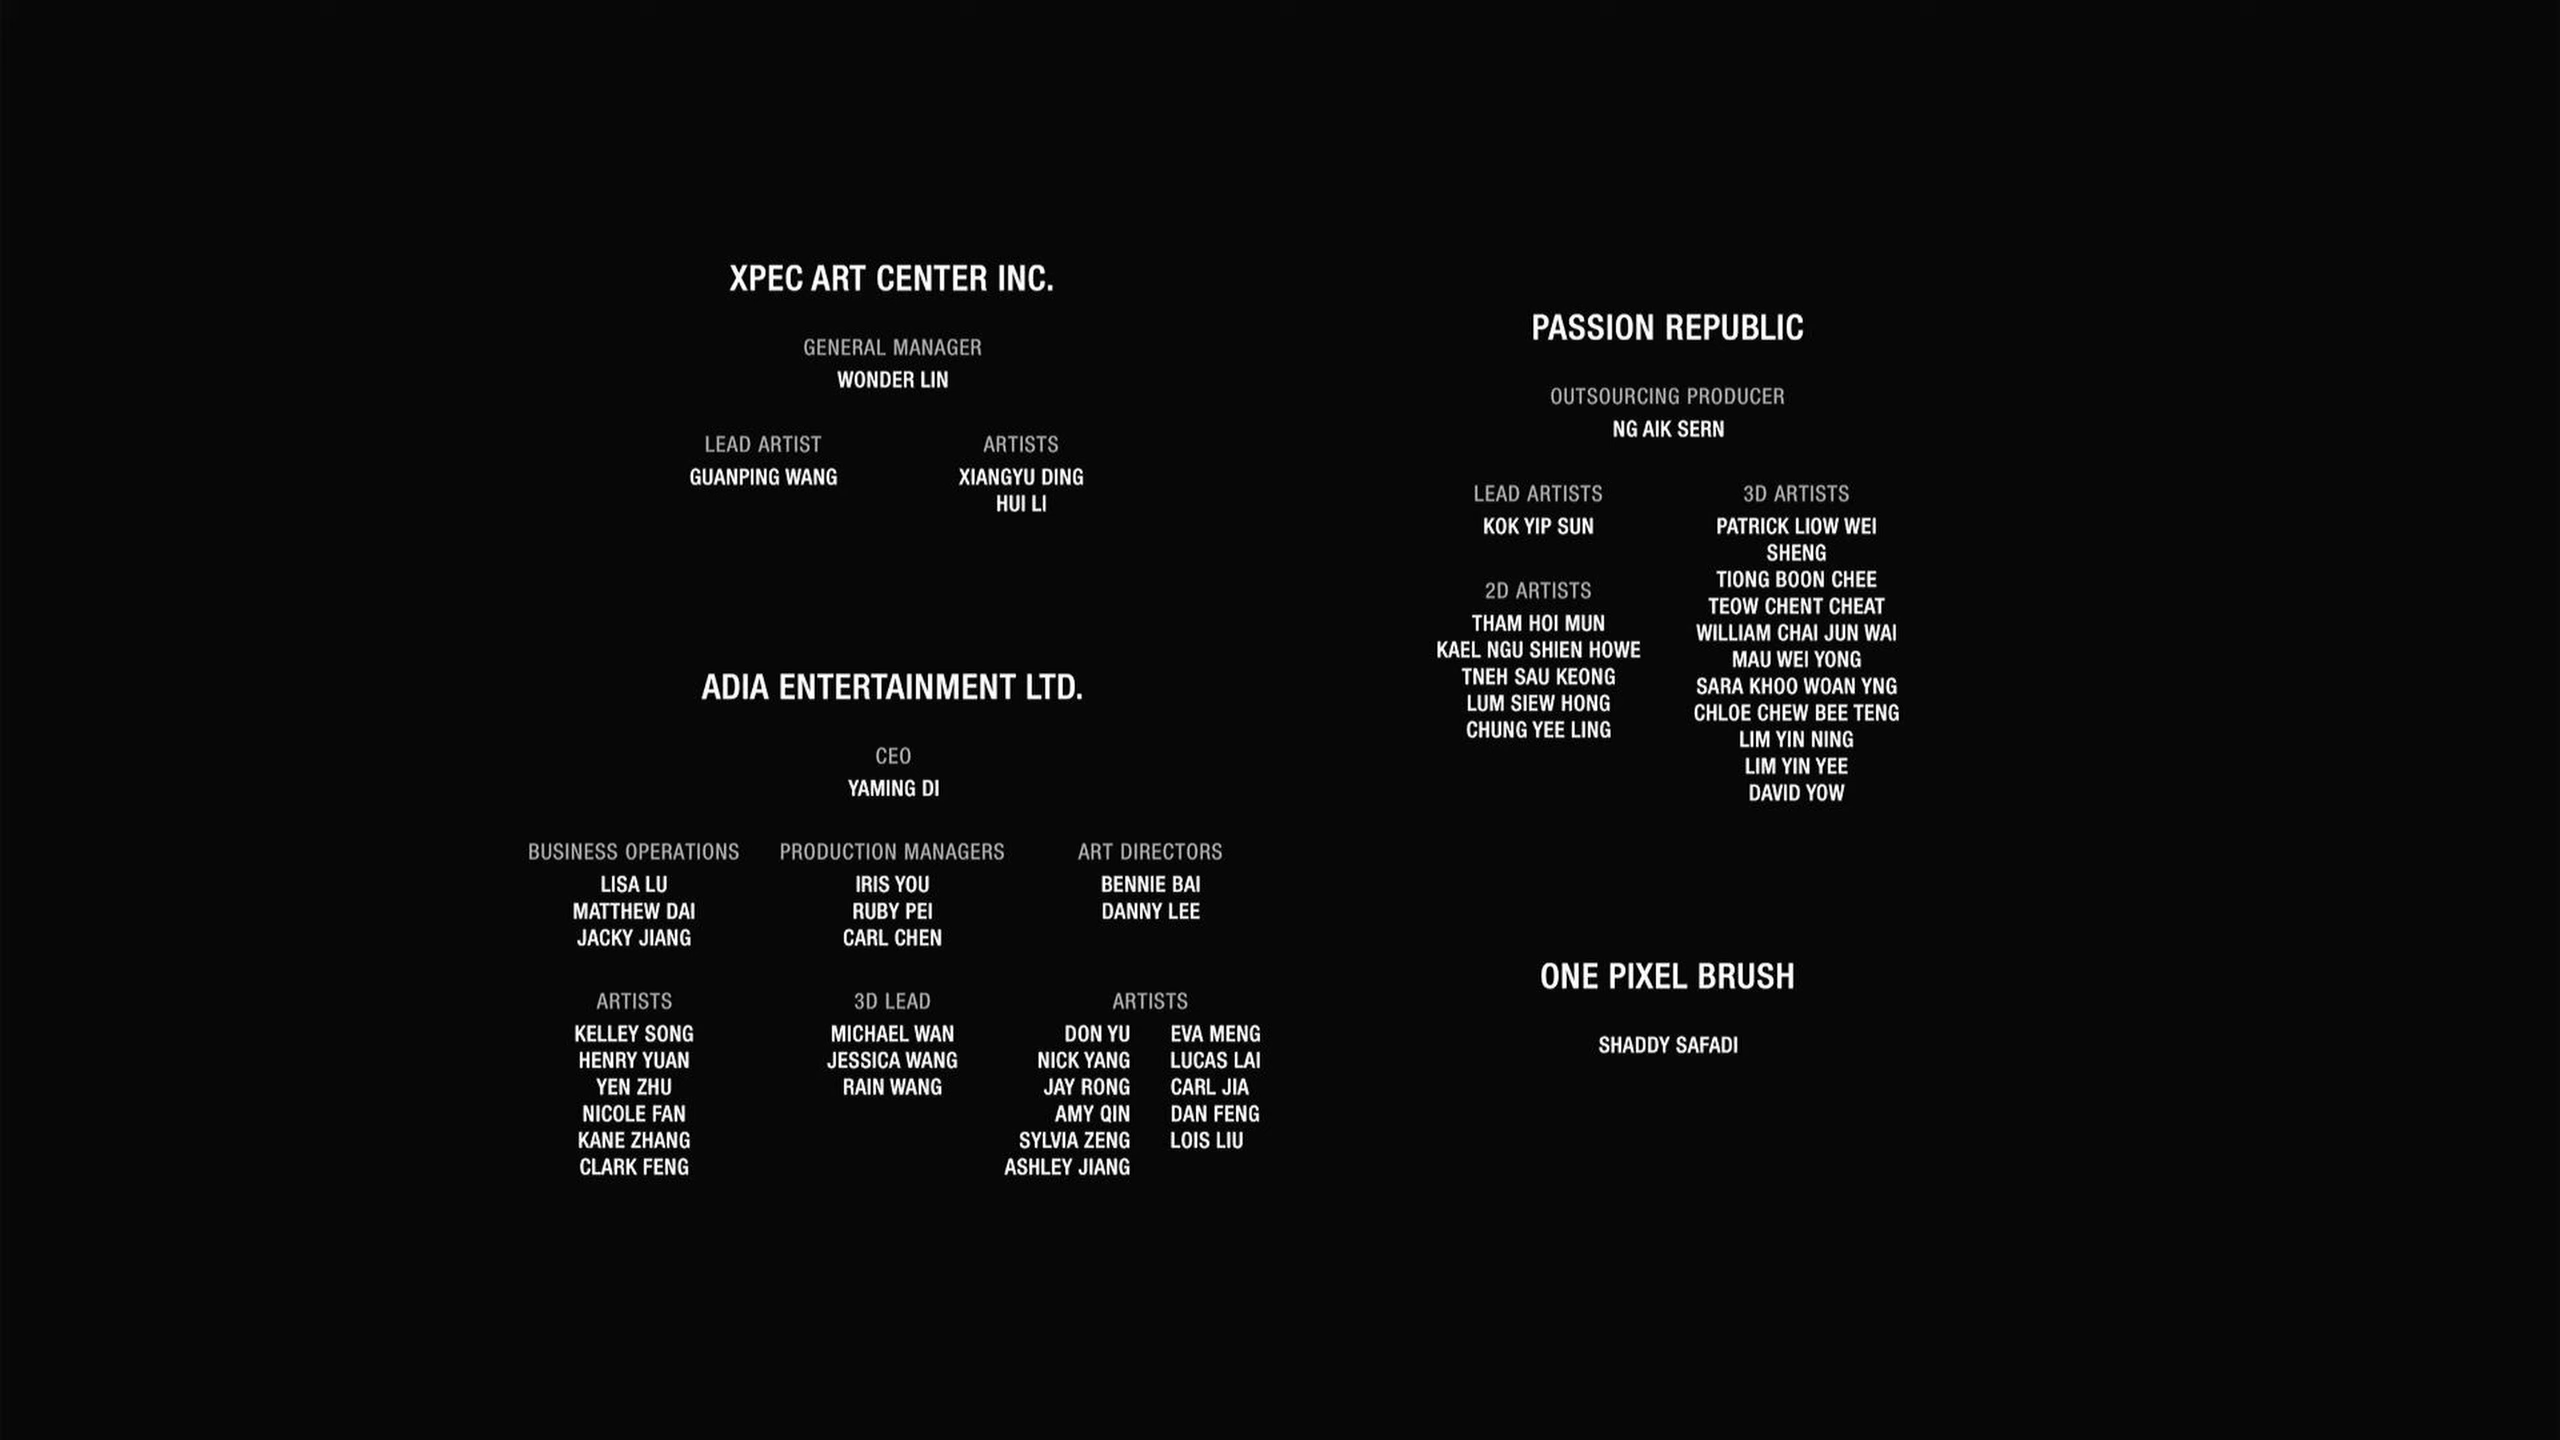 XPEC ART CENTER INC.
GENERAL MANAGER
WONDER LIN
LEAD ARTIST
GUANPING WANG
ARTISTS
XIANGYU DING
HUI LI
ADIA ENTERTAINMENT LTD.
CEO
YAMING DI
BUSINESS OPERATIONS
LISA LU
MATTHEW DAI
JACKY JIANG
PRODUCTION MANAGERS
IRIS YOU
RUBY PEI
CARL CHEN
ART DIRECTORS
BENNIE BAI
DANNY LEE
ARTISTS
KELLEY SONG
HENRY YUAN
YEN ZHU
NICOLE FAN
KANE ZHANG
CLARK FENG
3D LEAD
MICHAEL WAN
JESSICA WANG
RAIN WANG
ARTISTS
DON YU
NICK YANG
JAY RONG
AMY QIN
SYLVIA ZENG
ASHLEY JIANG
EVA MENG
LUCAS LAI
CARL JIA
DAN FENG
LOIS LIU
PASSION REPUBLIC
OUTSOURCING PRODUCER
NG AIK SERN
LEAD ARTISTS
KOK YIP SUN
2D ARTISTS
THAM HOI MUN
KAEL NGU SHIEN HOWE
TNEH SAU KEONG
LUM SIEW HONG
CHUNG YEE LING
3D ARTISTS
PATRICK LIOW WEI
SHENG
TIONG BOON CHEE
TEOW CHENT CHEAT
WILLIAM CHAI JUN WAI
MAU WEI YONG
SARA KHOO WOAN YNG
CHLOE CHEW BEE TENG
LIM YIN NING
LIM YIN YEE
DAVID YOW
ONE PIXEL BRUSH
SHADDY SAFADI